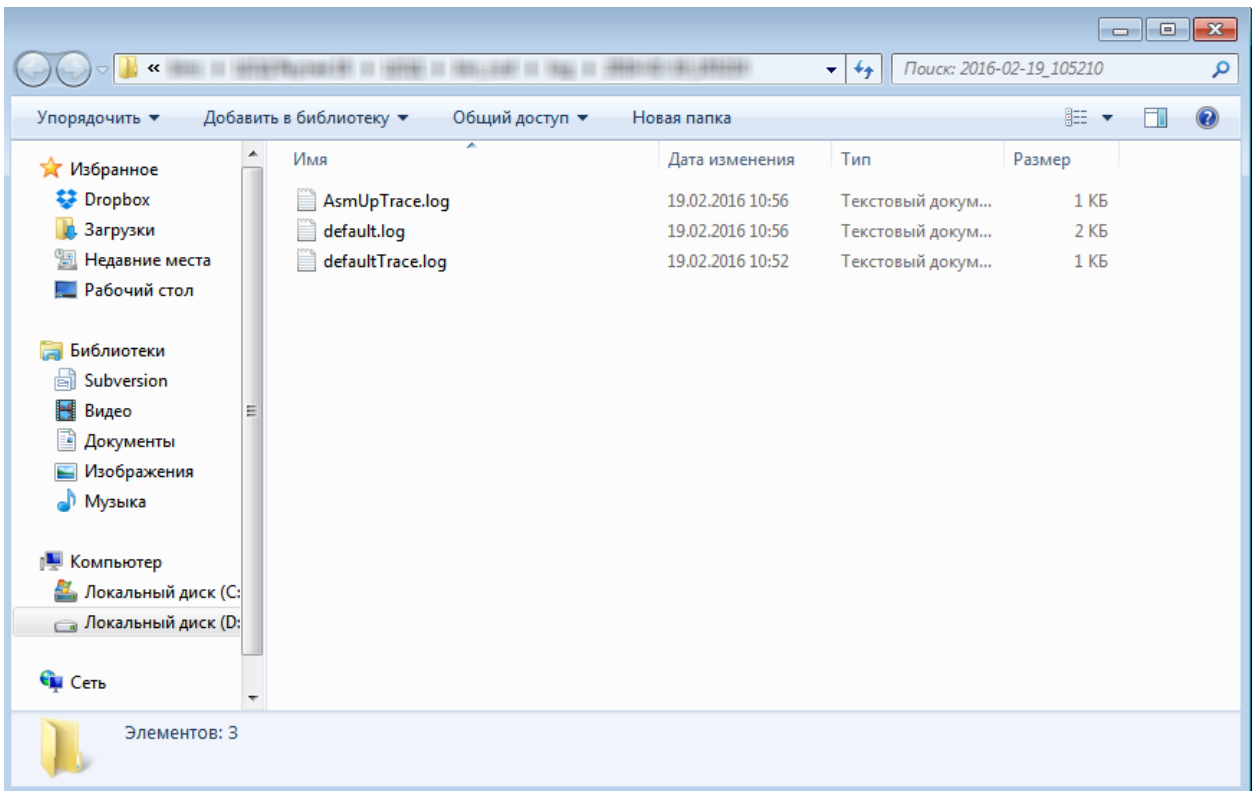 «
Поиск: 2016-02-19_105210
Упорядочить Добавить в библиотеку Общий доступ Новая папка
Избранное
Dropbox
Загрузки
Недавние места
Рабочий стол
Библиотеки
Subversion
Видео
Документы
Изображения
Музыка
Компьютер
Локальный диск (C:
Локальный диск (D:
Сеть
Имя Дата изменения Тип Размер
AsmUpTrace.log 19.02.2016 10:56 Текстовый докум... 1 КБ
default.log 19.02.2016 10:56 Текстовый докум... 2 КБ
defaultTrace.log 19.02.2016 10:52 Текстовый докум... 1 КБ
Элементов: 3